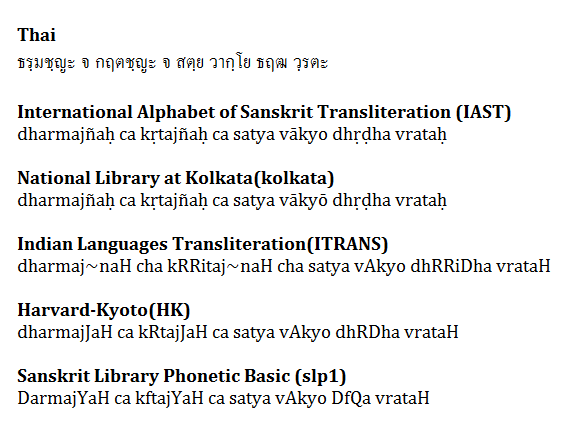 Thai
ธรฺมชฺญะ จ กฤตชฺญะ จ สตฺย วากฺโย ธฤฒ วฺรตะ
International Alphabet of Sanskrit Transliteration (IAST)
dharmajñaḥ ca kṛtajñaḥ ca satya vākyo dhṛḍha vrataḥ
National Library at Kolkata(kolkata)
dharmajñaḥ ca kṛtajñaḥ ca satya vākyō dhṛḍha vrataḥ
Indian Languages Transliteration(ITRANS)
dharmaj~naH cha kRRitaj~naH cha satya vAkyo dhRRiDha vrataH
Harvard-Kyoto(HK)
dharmajJaH ca kRtajJaH ca satya vAkyo dhRDha vrataH
Sanskrit Library Phonetic Basic (slp1)
DarmajYaH ca kftajYaH ca satya vAkyo DfQa vrataH